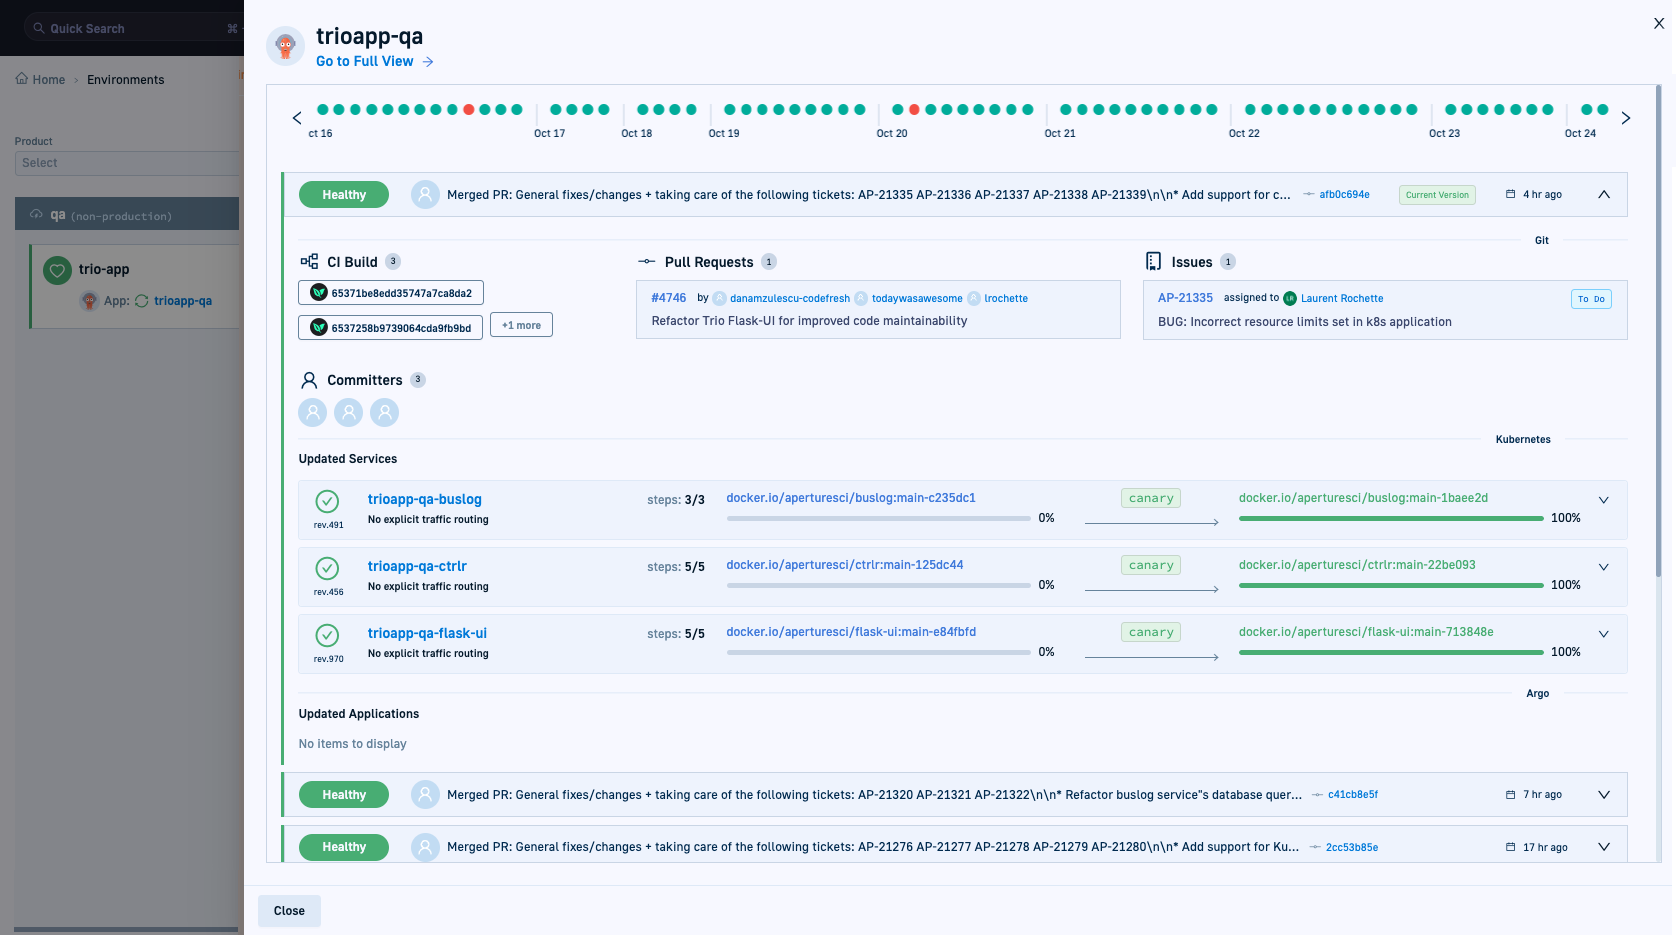 Quick Search
⌘
trioapp-qa
Go to Full View
Home
Environments
ct 16
Oct 17
Oct 18
Oct 19
Oct 20
Oct 21
Oct 22
Oct 23
Oct 24
Product
Select
Healthy
Merged PR: General fixes/changes + taking care of the following tickets: AP-21335 AP-21336 AP-21337 AP-21338 AP-21339\n\n* Add support for c...
afb0c694e
Current Version
4 hr ago
qa (non-production)
Git
trio-app
App: trioapp-qa
CI Build 3
65371be8edd35747a7ca8da2
6537258b9739064cda9fb9bd
+1 more
Pull Requests 1
#4746 by danamzulescu-codefresh todaywasawesome lrochette
Refactor Trio Flask-UI for improved code maintainability
Issues 1
AP-21335 assigned to LR Laurent Rochette
To Do
BUG: Incorrect resource limits set in k8s application
Committers 3
Kubernetes
Updated Services
trioapp-qa-buslog
rev.491
No explicit traffic routing
steps: 3/3
docker.io/aperturesci/buslog:main-c235dc1
0%
canary
docker.io/aperturesci/buslog:main-1baee2d
100%
trioapp-qa-ctrlr
rev.456
No explicit traffic routing
steps: 5/5
docker.io/aperturesci/ctrlr:main-125dc44
0%
canary
docker.io/aperturesci/ctrlr:main-22be093
100%
trioapp-qa-flask-ui
rev.970
No explicit traffic routing
steps: 5/5
docker.io/aperturesci/flask-ui:main-e84fbfd
0%
canary
docker.io/aperturesci/flask-ui:main-713848e
100%
Argo
Updated Applications
No items to display
Healthy
Merged PR: General fixes/changes + taking care of the following tickets: AP-21320 AP-21321 AP-21322\n\n* Refactor buslog service"s database quer...
c41cb8e5f
7 hr ago
Healthy
Merged PR: General fixes/changes + taking care of the following tickets: AP-21276 AP-21277 AP-21278 AP-21279 AP-21280\n\n* Add support for Ku...
2cc53b85e
17 hr ago
Close